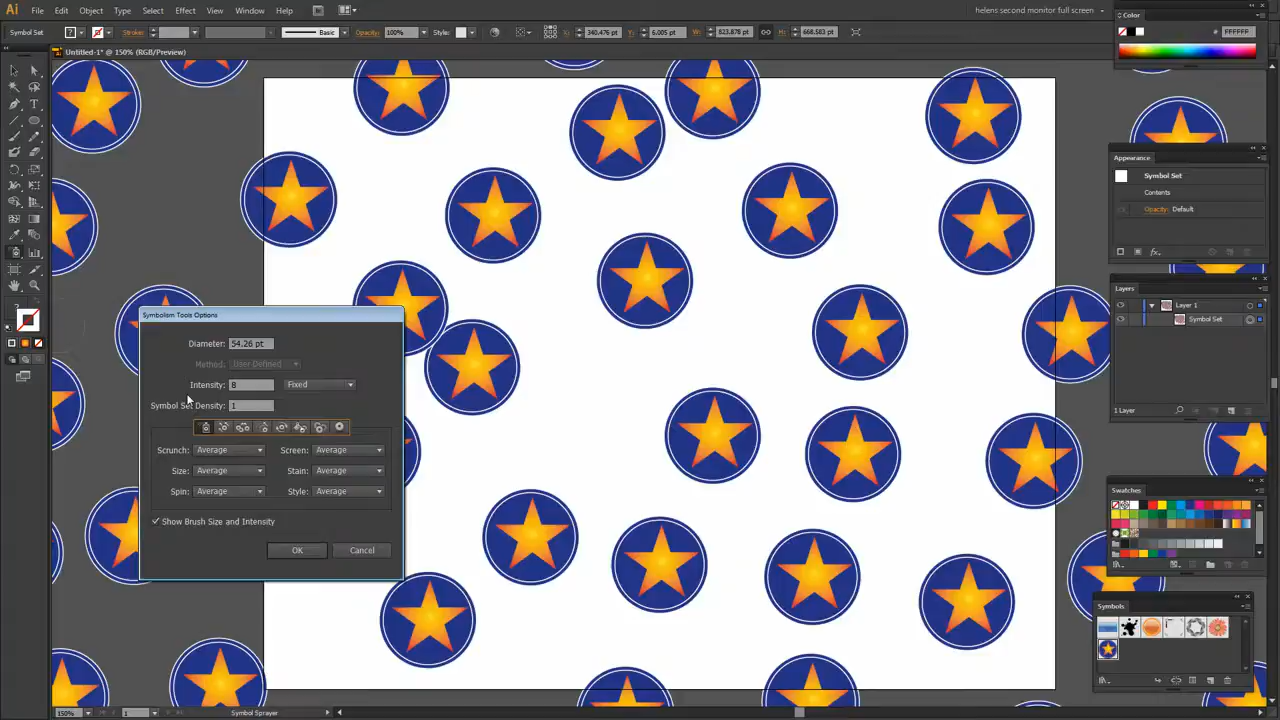 Ai File Edit Object Type Select Effect View Window Help
helens second monitor full screen
Symbol Set Stroke: Basic Opacity: 100% Style: X: 340.476 pt Y: 6.005 pt W: 823.878 pt H: 668.583 pt
Untitled-1* @ 150% (RGB/Preview)
Color
# FFFFFF
Appearance
Symbol Set
Contents
Opacity: Default
Layers
Layer 1
Symbol Set
1 Layer
Swatches
Symbols
Symbolism Tools Options
Diameter: 54.26 pt
Method: User Defined
Intensity: 8 Fixed
Symbol Set Density: 1
Scrunch: Average Screen: Average
Size: Average Stain: Average
Spin: Average Style: Average
Show Brush Size and Intensity
OK Cancel
150% 1 Symbol Sprayer